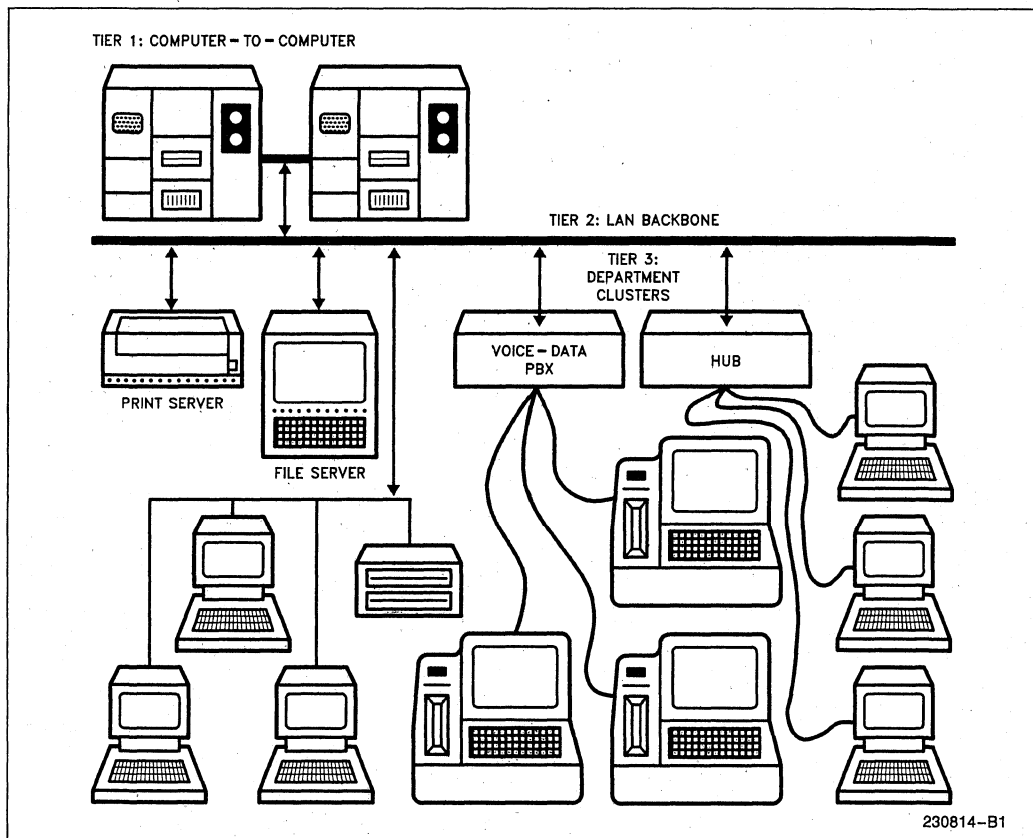 TIER 1: COMPUTER-TO-COMPUTER
TIER 2: LAN BACKBONE
TIER 3:
DEPARTMENT
CLUSTERS
PRINT SERVER
FILE SERVER
VOICE-DATA
PBX
HUB
230814-B1